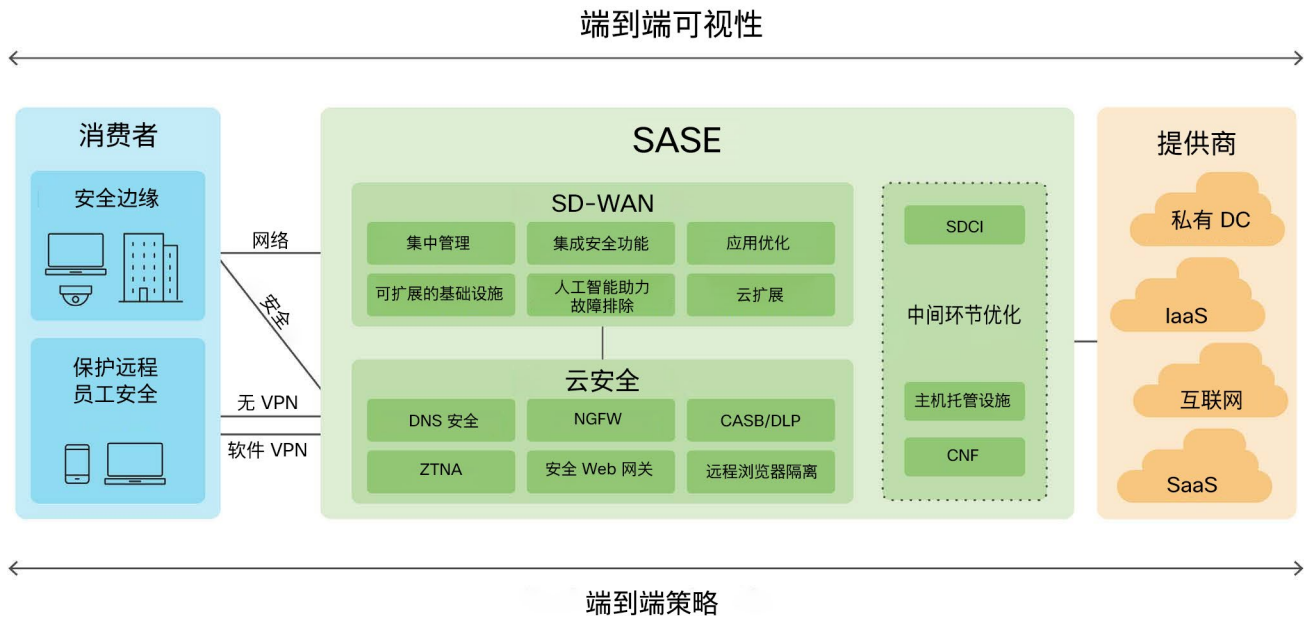 端到端可视性
消费者
安全边缘
保护远程
员工安全
网络
安全
无 VPN
软件 VPN
SASE
SD-WAN
集中管理
集成安全功能
应用优化
可扩展的基础设施
人工智能助力
故障排除
云扩展
云安全
DNS 安全
NGFW
CASB/DLP
ZTNA
安全 Web 网关
远程浏览器隔离
SDCI
中间环节优化
主机托管设施
CNF
提供商
私有 DC
IaaS
互联网
SaaS
端到端策略